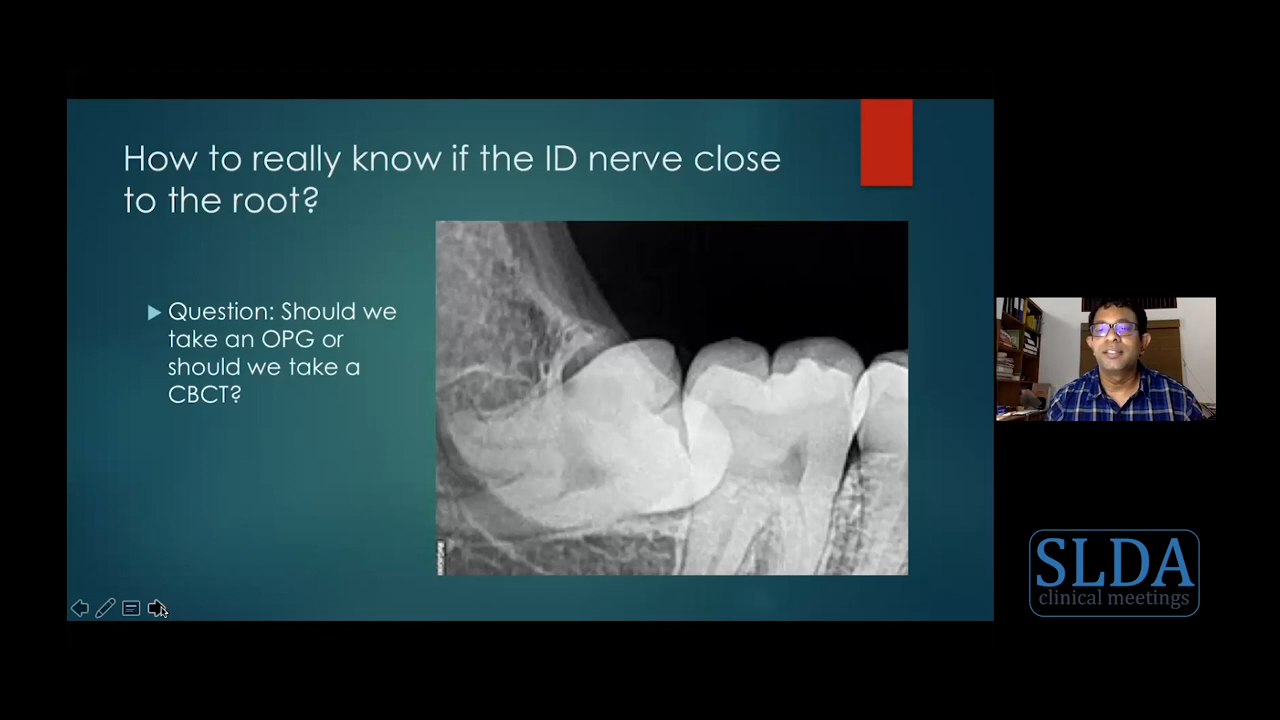 How to really know if the ID nerve close
to the root?
Question: Should we
take an OPG or
should we take a
CBCT?
SLDA
clinical meetings